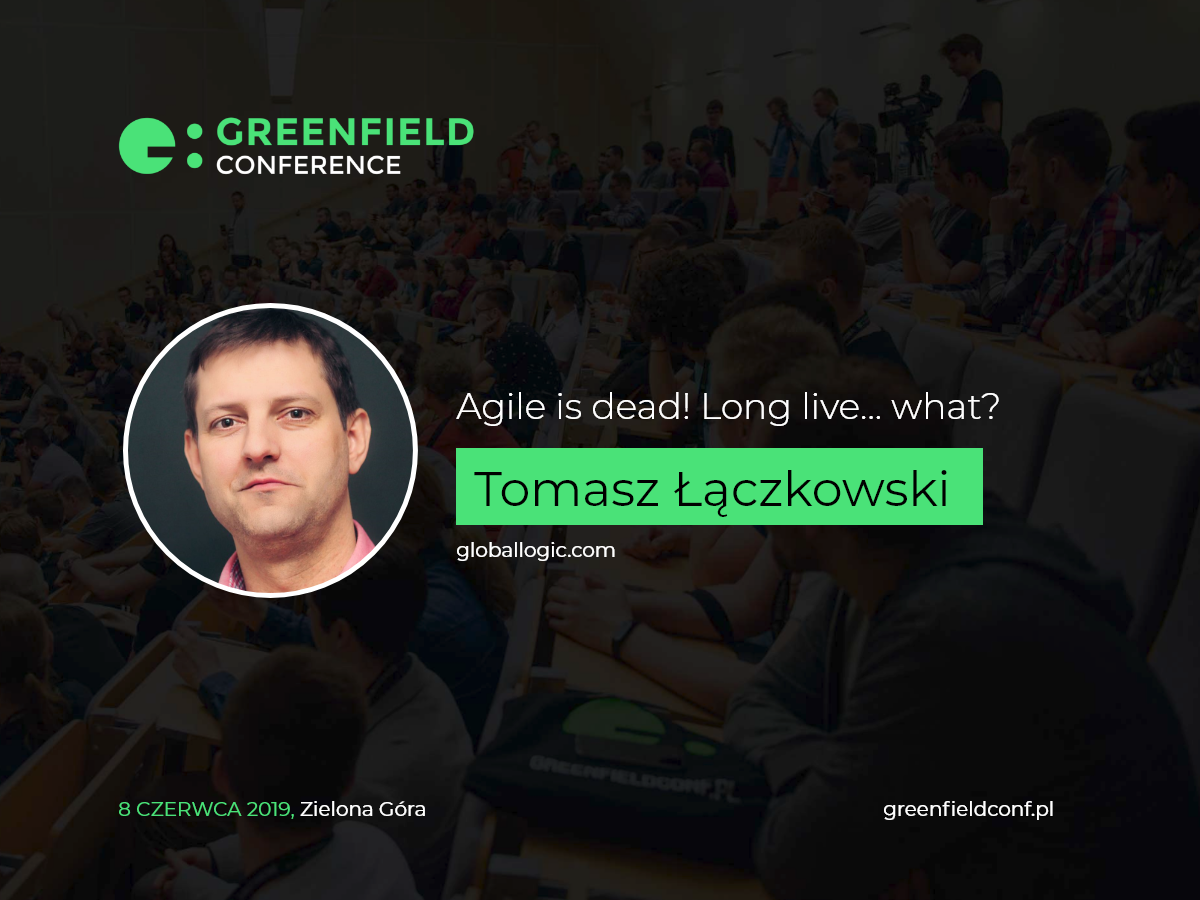 GREENFIELD
CONFERENCE
Agile is dead! Long live... what?
Tomasz Łączkowski
globallogic.com
GREENFIELDCONF.PL
8 CZERWCA 2019, Zielona Góra
greenfieldconf.pl